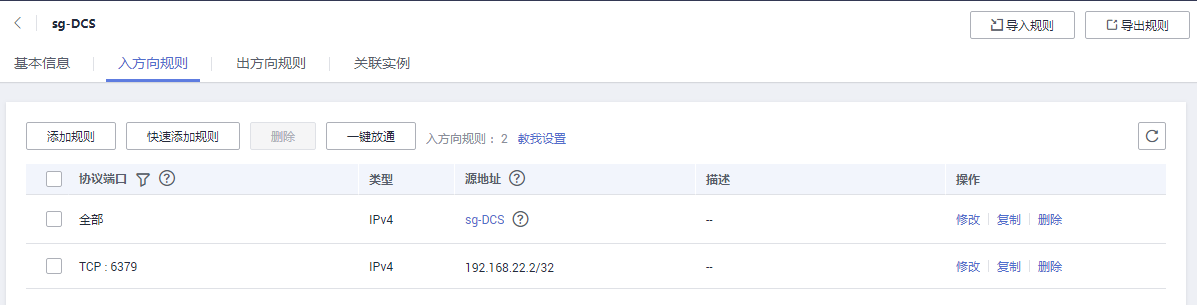 sg-DCS
导入规则 导出规则
基本信息 入方向规则 出方向规则 关联实例
添加规则 快速添加规则 删除 一键放通 入方向规则： 2 教我设置
协议端口 类型 源地址 描述 操作
全部 IPv4 sg-DCS -- 修改 复制 删除
TCP : 6379 IPv4 192.168.22.2/32 -- 修改 复制 删除